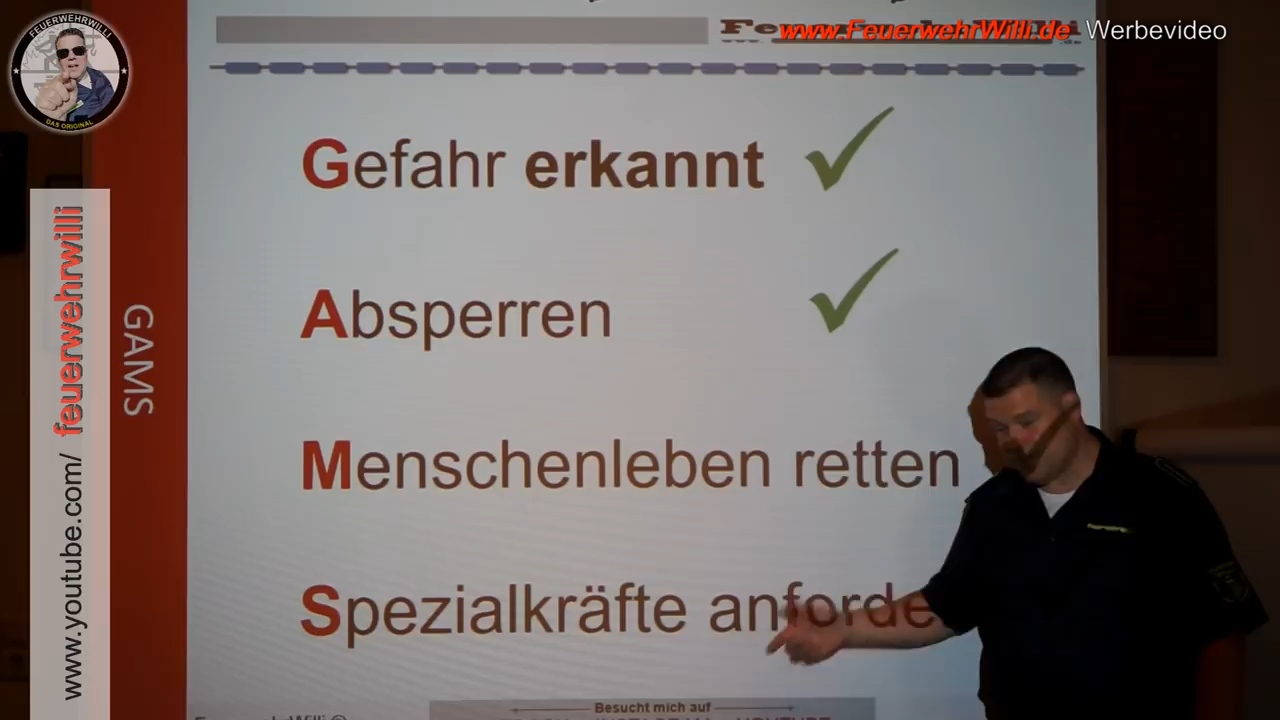 FEUERWEHRWILLI
DAS ORIGINAL
www.FeuerwehrWilli.de Werbevideo
Gefahr erkannt
Absperren
Menschenleben retten
Spezialkräfte anforde
GAMS
www.youtube.com/ feuerwehrwilli
Besucht mich auf